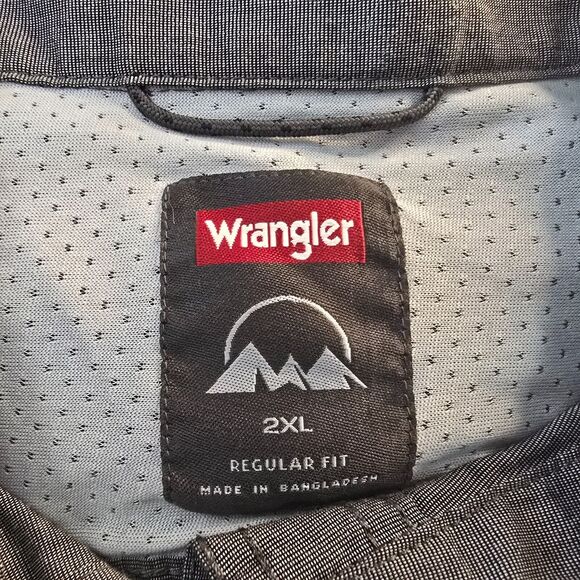 Wrangler
2XL
REGULAR FIT
MADE IN BANGLADESH